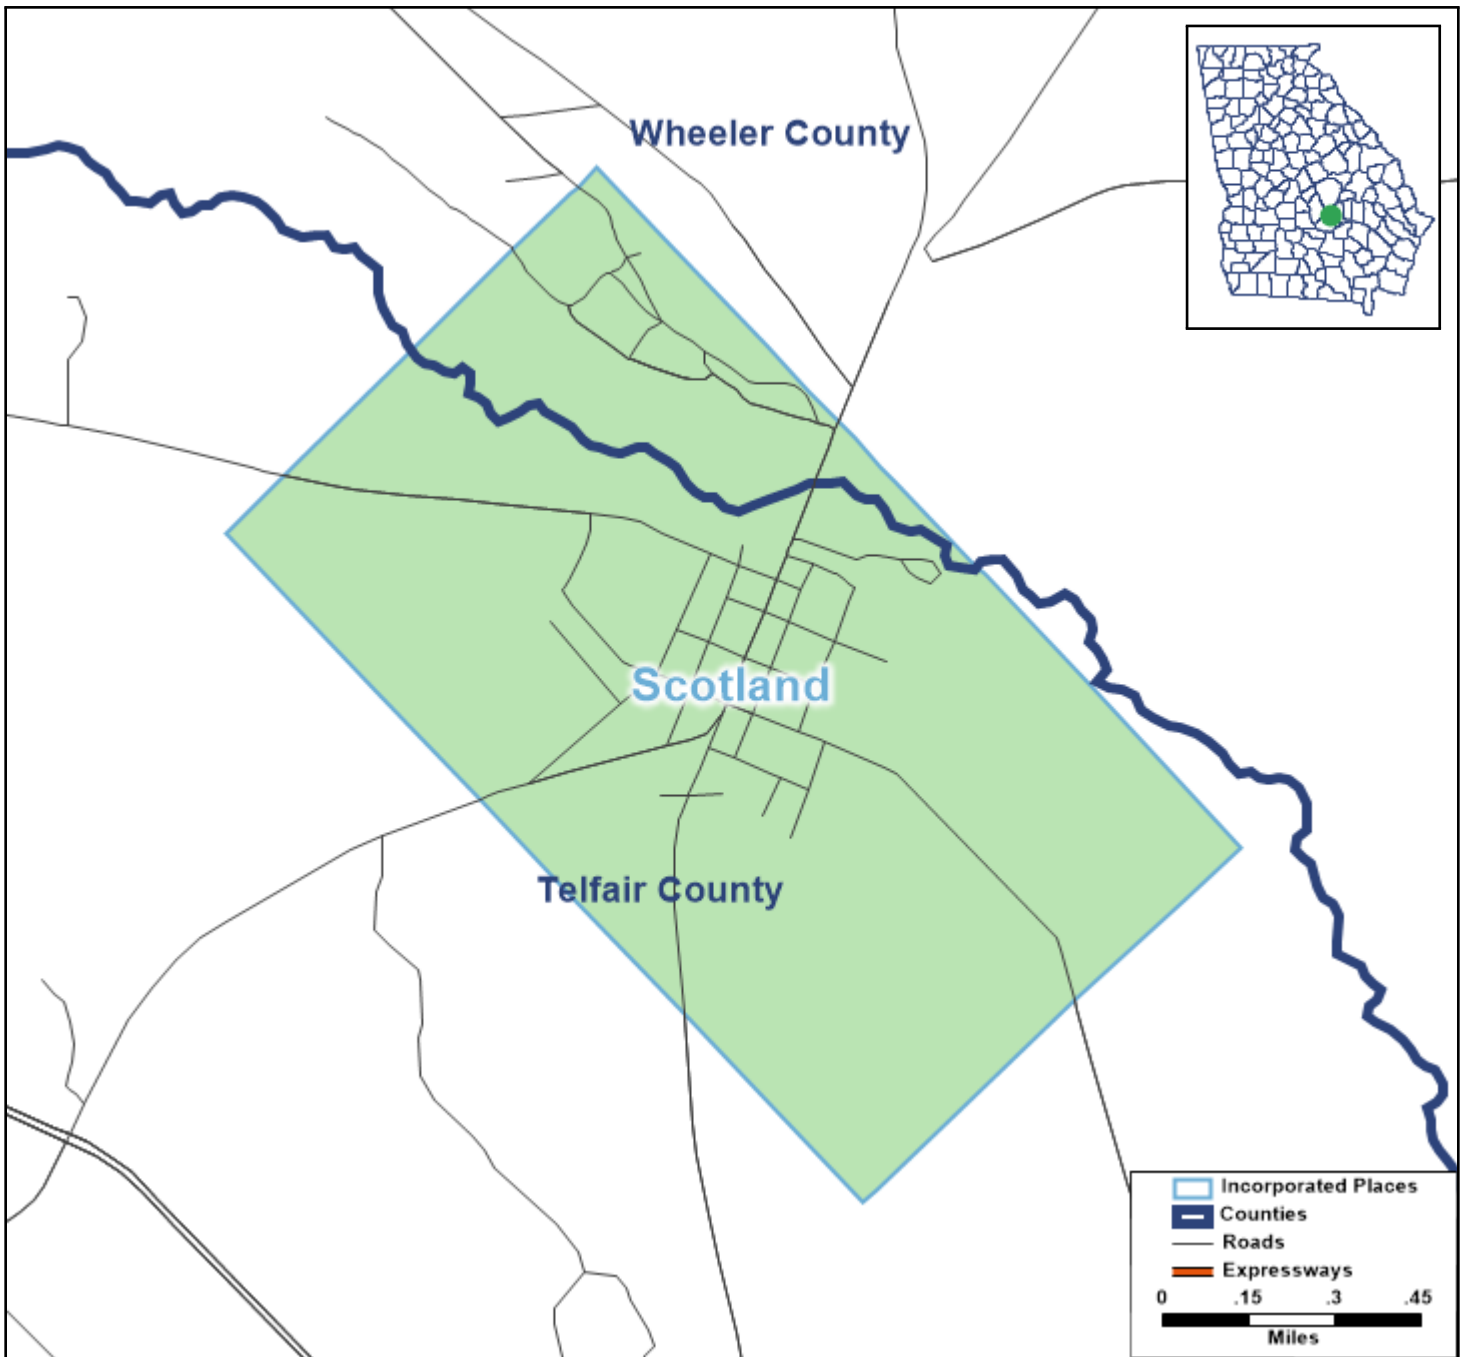 Wheeler County
Scotland
Telfair County
Incorporated Places
Counties
Roads
Expressways
0 .15 .3 .45
Miles